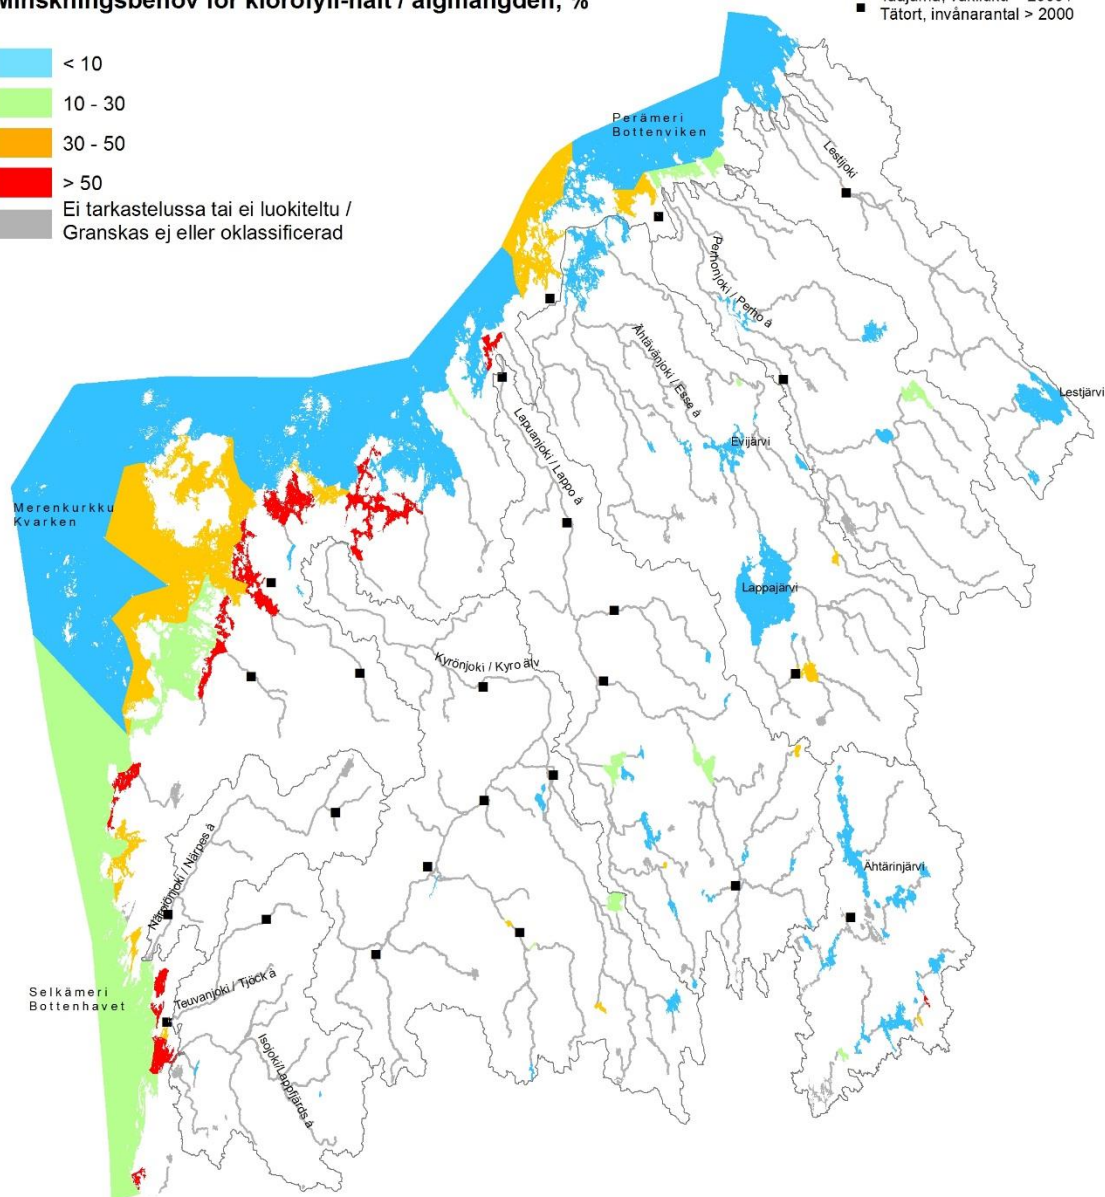 Minskningsbehov för klorofyll-halt / algmängden, %
Tätort, invånarantal > 2000
< 10
10 - 30
30 - 50
> 50
Ei tarkastelussa tai ei luokiteltu /
Granskas ej eller oklassificerad
Perämeri
Bottenviken
Lestijoki
Perhonjoki / Perho å
Ähtävänjoki / Esse å
Lestjärvi
Lapuanjoki / Lappo å
Evijärvi
Merenkurkku
Kvarken
Lappajärvi
Kyrönjoki / Kyro älv
Närpiönjoki / Närpes å
Ähtärinjärvi
Selkämeri
Bottenhavet
Teuvanjoki / Tjöck å
Isojoki/Lappfjärds å